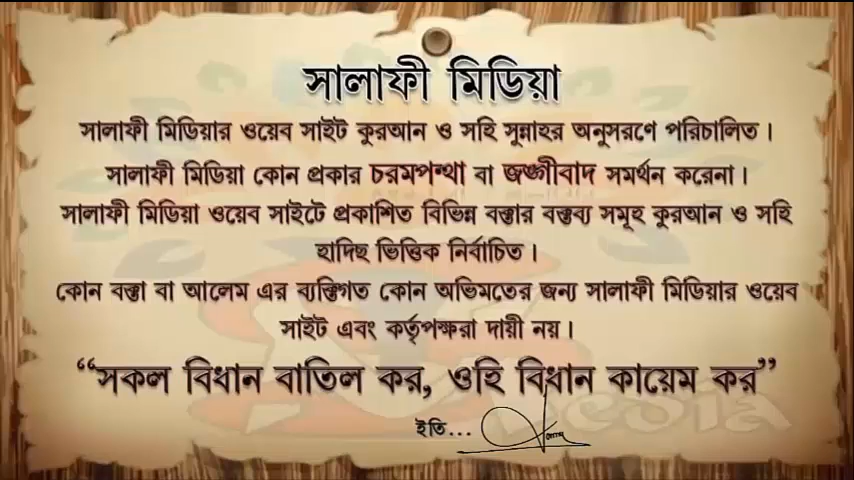 সালাফী মিডিয়া
সালাফী মিডিয়ার ওয়েব সাইট কুরআন ও সহি সুন্নাহর অনুসরণে পরিচালিত।
সালাফী মিডিয়া কোন প্রকার চরমপন্থা বা জঙ্গীবাদ সমর্থন করেনা।
সালাফী মিডিয়া ওয়েব সাইটে প্রকাশিত বিভিন্ন বক্তার বক্তব্য সমূহ কুরআন ও সহি
হাদিছ ভিত্তিক নির্বাচিত।
কোন বক্তা বা আলেম এর ব্যক্তিগত কোন অভিমতের জন্য সালাফী মিডিয়ার ওয়েব
সাইট এবং কর্তৃপক্ষরা দায়ী নয়।
“সকল বিধান বাতিল কর, ওহি বিধান কায়েম কর”
ইতি...